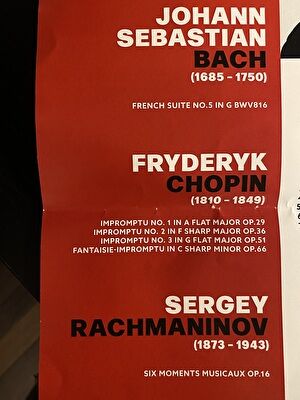 JOHANN
SEBASTIAN
BACH
(1685 – 1750)
FRENCH SUITE NO.5 IN G BWV816
FRYDERYK
CHOPIN
(1810 – 1849)
IMPROMPTU NO. 1 IN A FLAT MAJOR OP.29
IMPROMPTU NO. 2 IN F SHARP MAJOR OP.36
IMPROMPTU NO. 3 IN G FLAT MAJOR OP.51
FANTAISIE-IMPROMPTU IN C SHARP MINOR OP.66
SERGEY
RACHMANINOV
(1873 – 1943)
SIX MOMENTS MUSICAUX OP.16